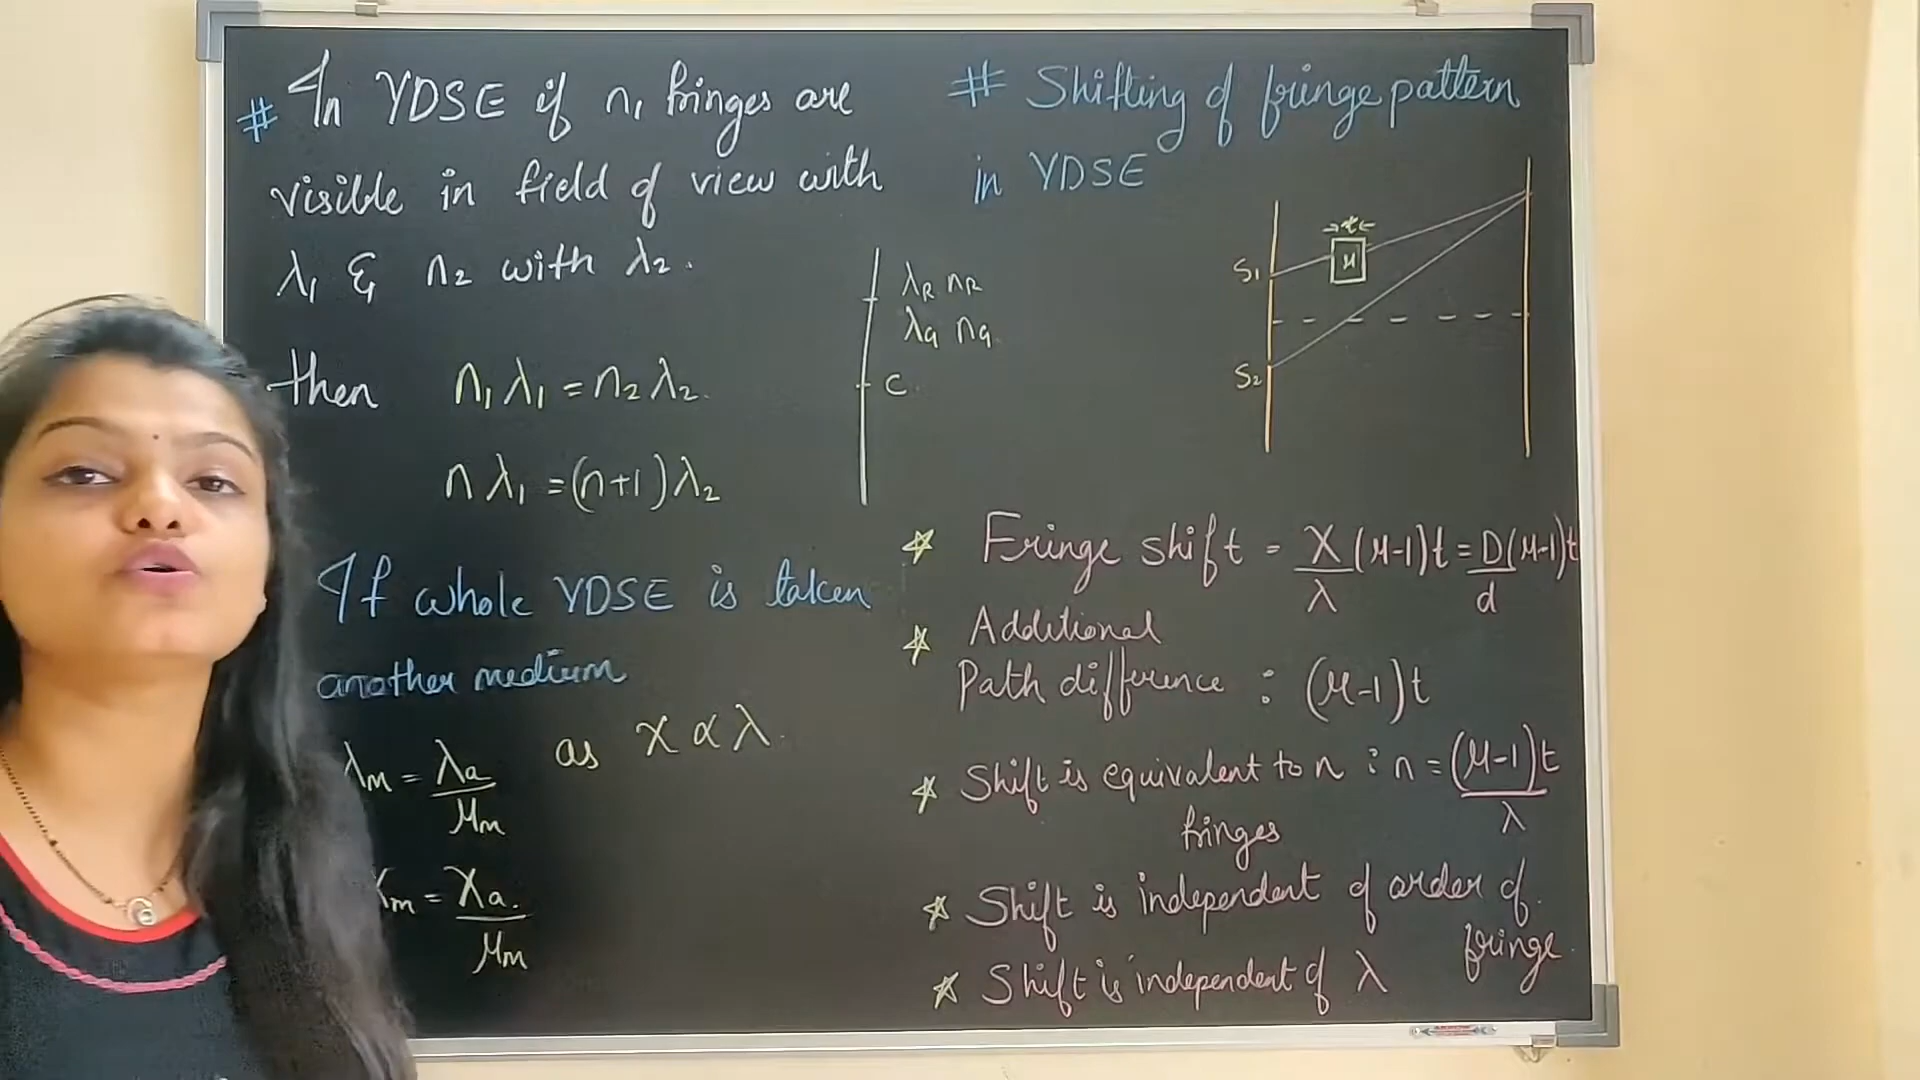 # In YDSE if n₁ fringes are
visible in field of view with
λ₁ & n₂ with λ₂.
then n₁λ₁ = n₂λ₂.
nλ₁ = (n+1)λ₂
λR nR
λg ng
C
If whole YDSE is taken
another medium
λm = λa/μm as X ∝ λ
Xm = Xa./μm
# Shifting of fringe pattern
in YDSE
→t←
S₁ μ
S₂
☆ Fringe shift = X/λ (μ-1)t = D/d (μ-1)t
☆ Additional
Path difference : (μ-1)t
☆ Shift is equivalent to n : n = (μ-1)t/λ
fringes
☆ Shift is independent of order of
fringe
☆ Shift is independent of λ